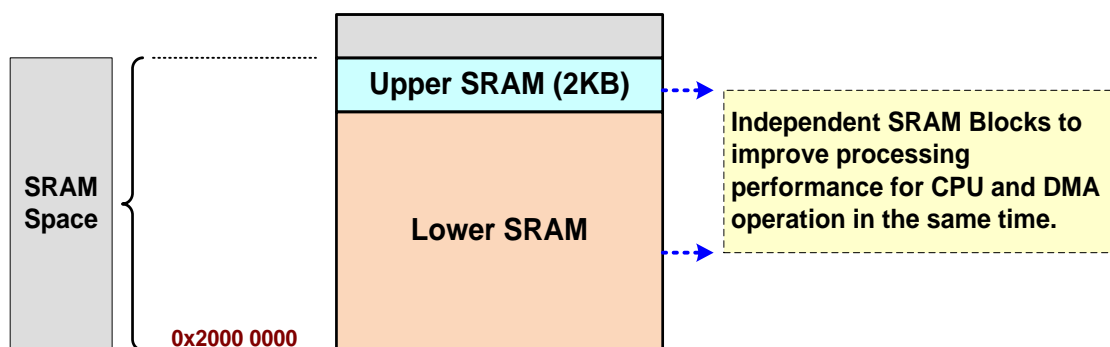 Upper SRAM (2KB)
Independent SRAM Blocks to
improve processing
performance for CPU and DMA
operation in the same time.
SRAM
Space
Lower SRAM
0x2000 0000